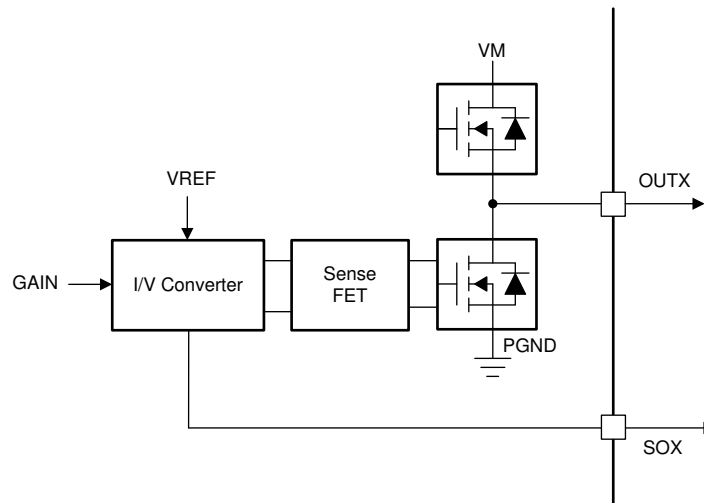 VM
VREF
OUTX
GAIN
I/V Converter
Sense
FET
PGND
SOX